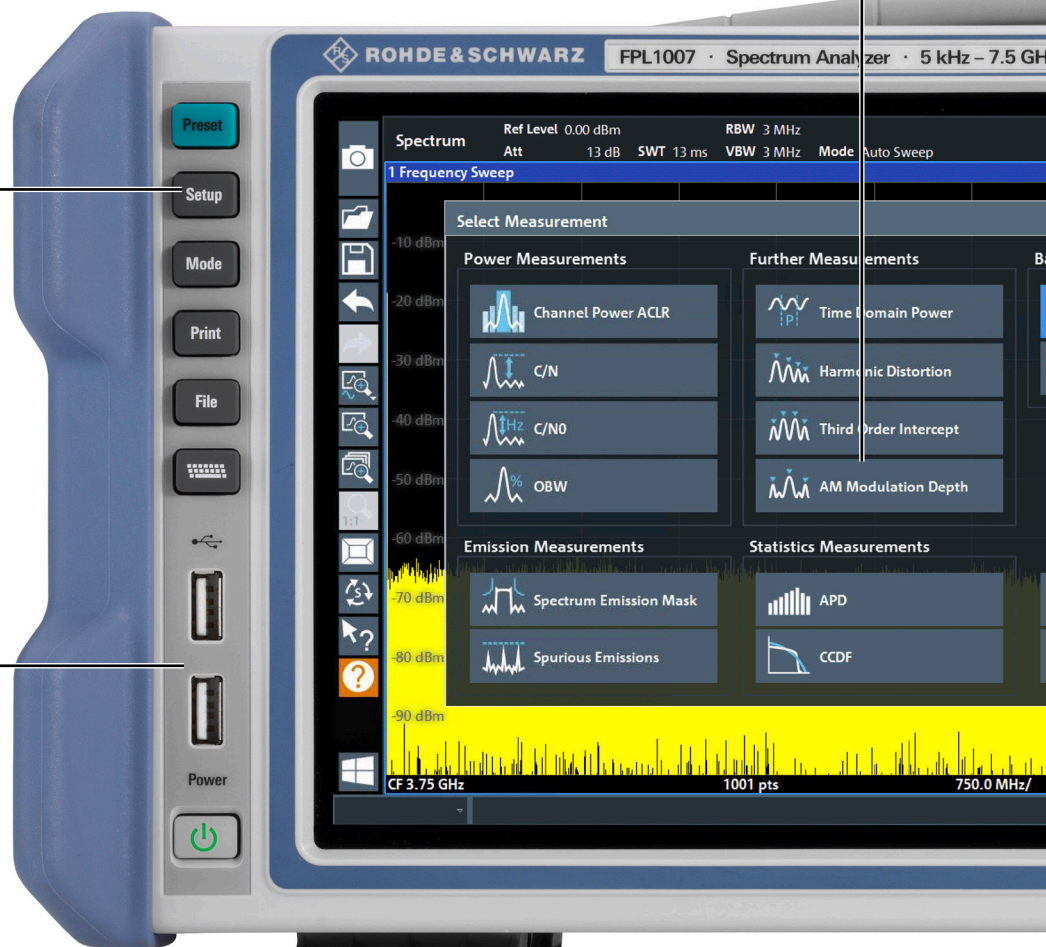 ROHDE&SCHWARZ
FPL1007 · Spectrum Analyzer · 5 kHz – 7.5 GH
Preset
Setup
Mode
Print
File
Power
Spectrum
Ref Level 0.00 dBm RBW 3 MHz
Att 13 dB SWT 13 ms VBW 3 MHz Mode Auto Sweep
1 Frequency Sweep
Select Measurement
Power Measurements
Channel Power ACLR
C/N
Hz C/N0
% OBW
Further Measurements
P Time Domain Power
Harmonic Distortion
Third Order Intercept
AM Modulation Depth
Ba
Emission Measurements
Spectrum Emission Mask
Spurious Emissions
Statistics Measurements
APD
CCDF
-10 dBm
-20 dBm
-30 dBm
-40 dBm
-50 dBm
-60 dBm
-70 dBm
-80 dBm
-90 dBm
1:1
S
?
?
CF 3.75 GHz 1001 pts 750.0 MHz/